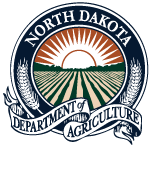 NORTH DAKOTA
DEPARTMENT of
AGRICULTURE